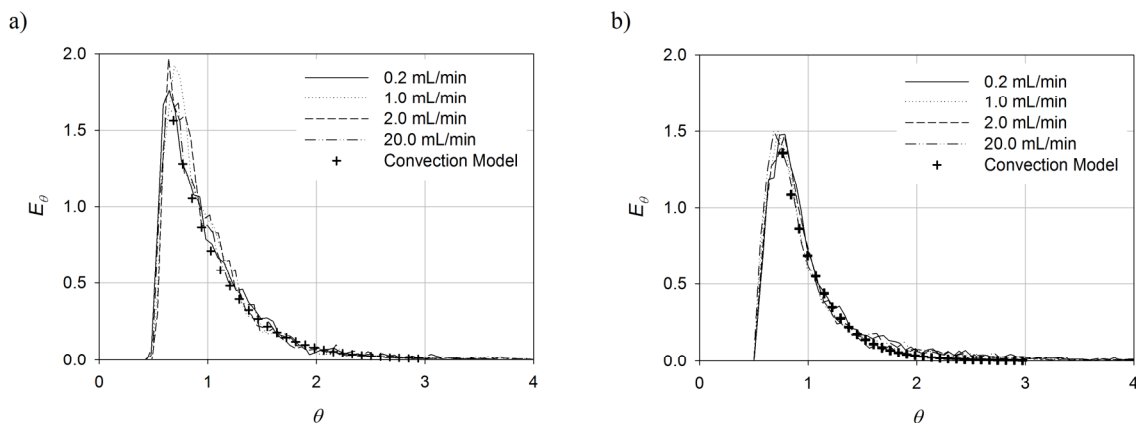 a)
2.0
1.5
1.0
0.5
0.0
E_θ
0.2 mL/min
1.0 mL/min
2.0 mL/min
20.0 mL/min
Convection Model
0 1 2 3 4
θ
b)
2.0
1.5
1.0
0.5
0.0
E_θ
0.2 mL/min
1.0 mL/min
2.0 mL/min
20.0 mL/min
Convection Model
0 1 2 3 4
θ